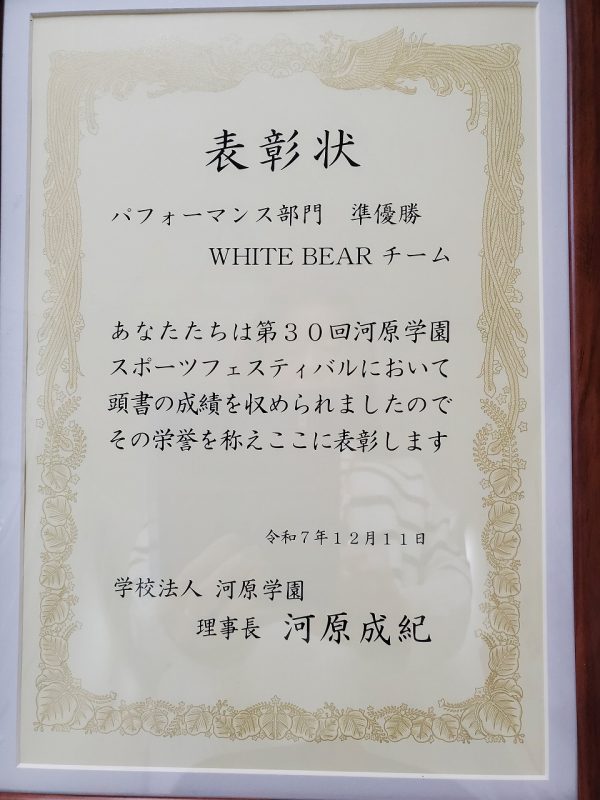 表彰状
パフォーマンス部門　準優勝
WHITE BEAR チーム
あなたたちは第３０回河原学園
スポーツフェスティバルにおいて
頭書の成績を収められましたので
その栄誉を称えここに表彰します
令和７年１２月１１日
学校法人 河原学園
理事長 河原成紀